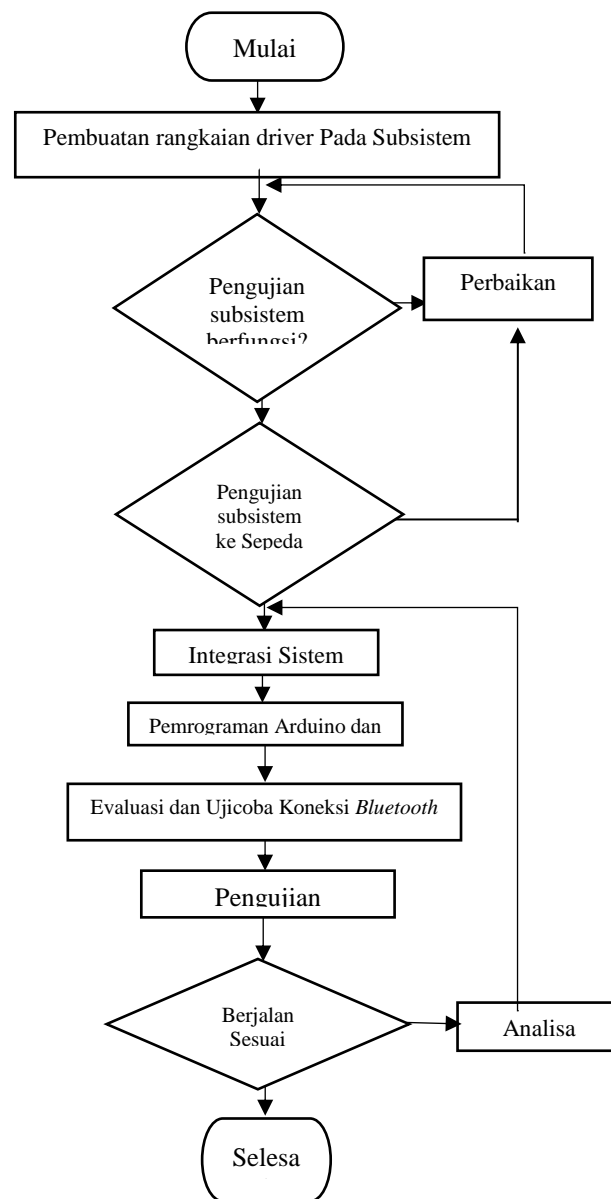 Mulai
Pembuatan rangkaian driver Pada Subsistem
Pengujian
subsistem
berfungsi?
Perbaikan
Pengujian
subsistem
ke Sepeda
Integrasi Sistem
Pemrograman Arduino dan
Evaluasi dan Ujicoba Koneksi Bluetooth
Pengujian
Berjalan
Sesuai
Analisa
Selesa